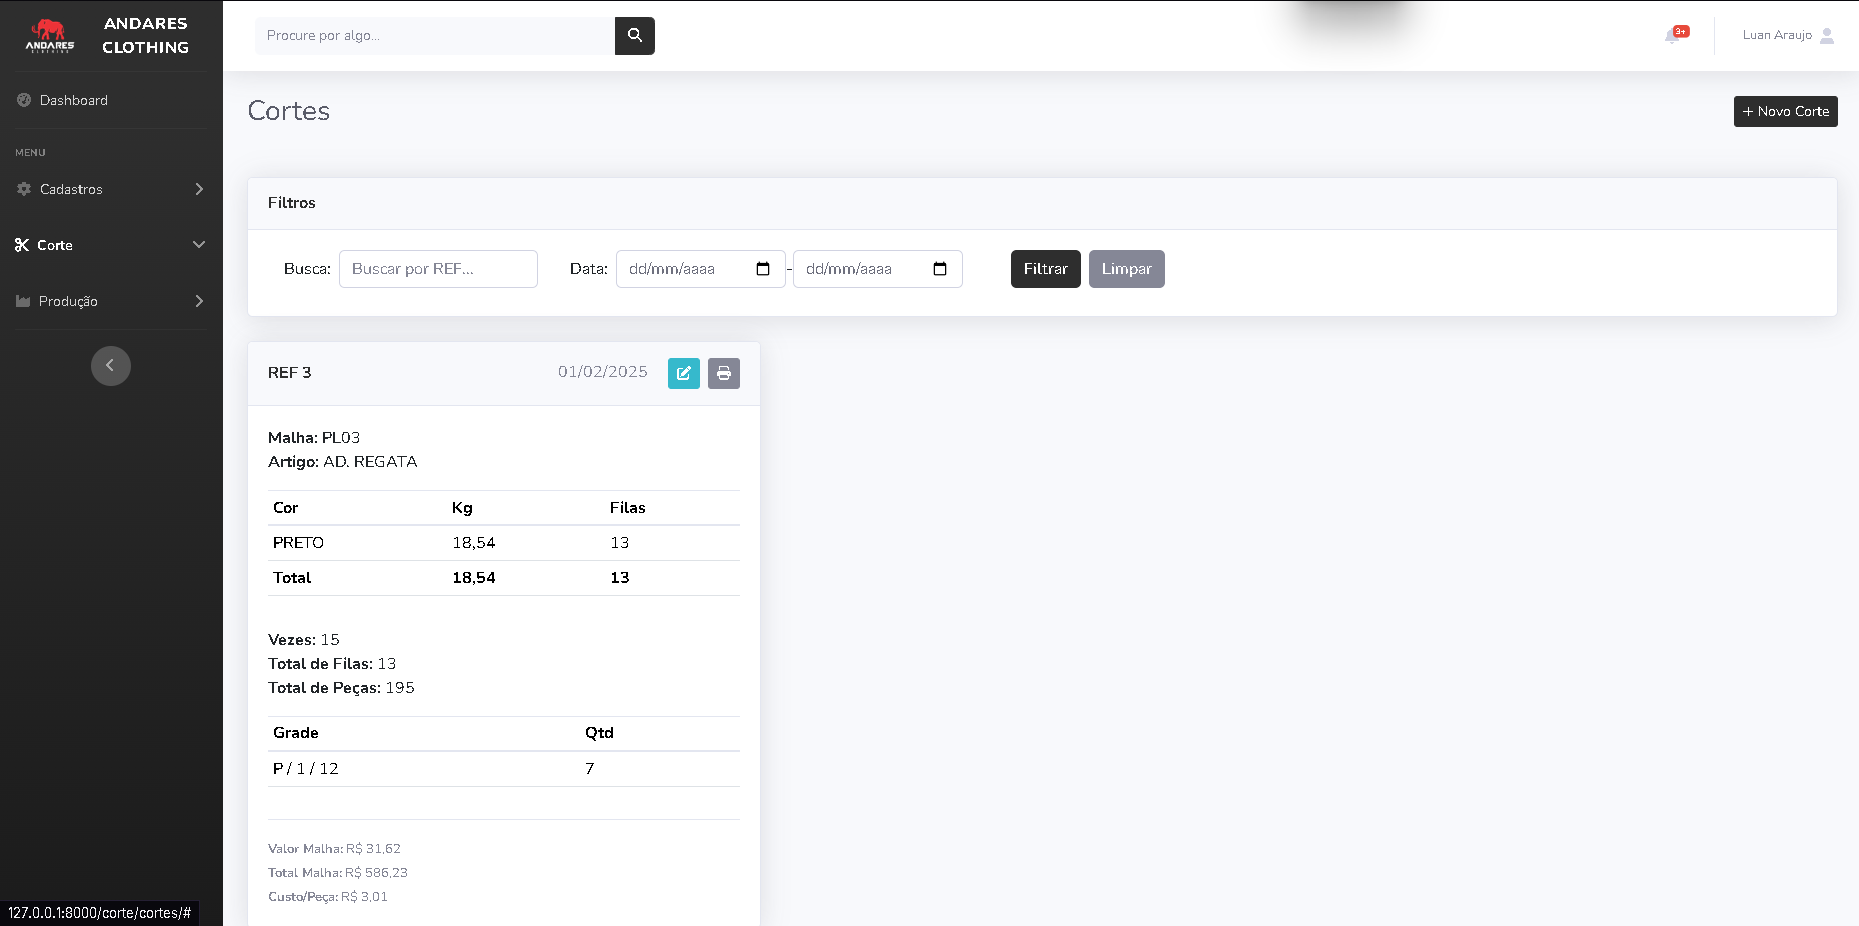 ANDARES
CLOTHING
ANDARES
CLOTHING
Procure por algo...
3+
Luan Araujo
Dashboard
MENU
Cadastros
Corte
Produção
Cortes
+ Novo Corte
Filtros
Busca: Buscar por REF... Data: dd/mm/aaaa - dd/mm/aaaa Filtrar Limpar
REF 3 01/02/2025
Malha: PL03
Artigo: AD. REGATA
Cor Kg Filas
PRETO 18,54 13
Total 18,54 13
Vezes: 15
Total de Filas: 13
Total de Peças: 195
Grade Qtd
P / 1 / 12 7
Valor Malha: R$ 31,62
Total Malha: R$ 586,23
Custo/Peça: R$ 3,01
127.0.0.1:8000/corte/cortes/#